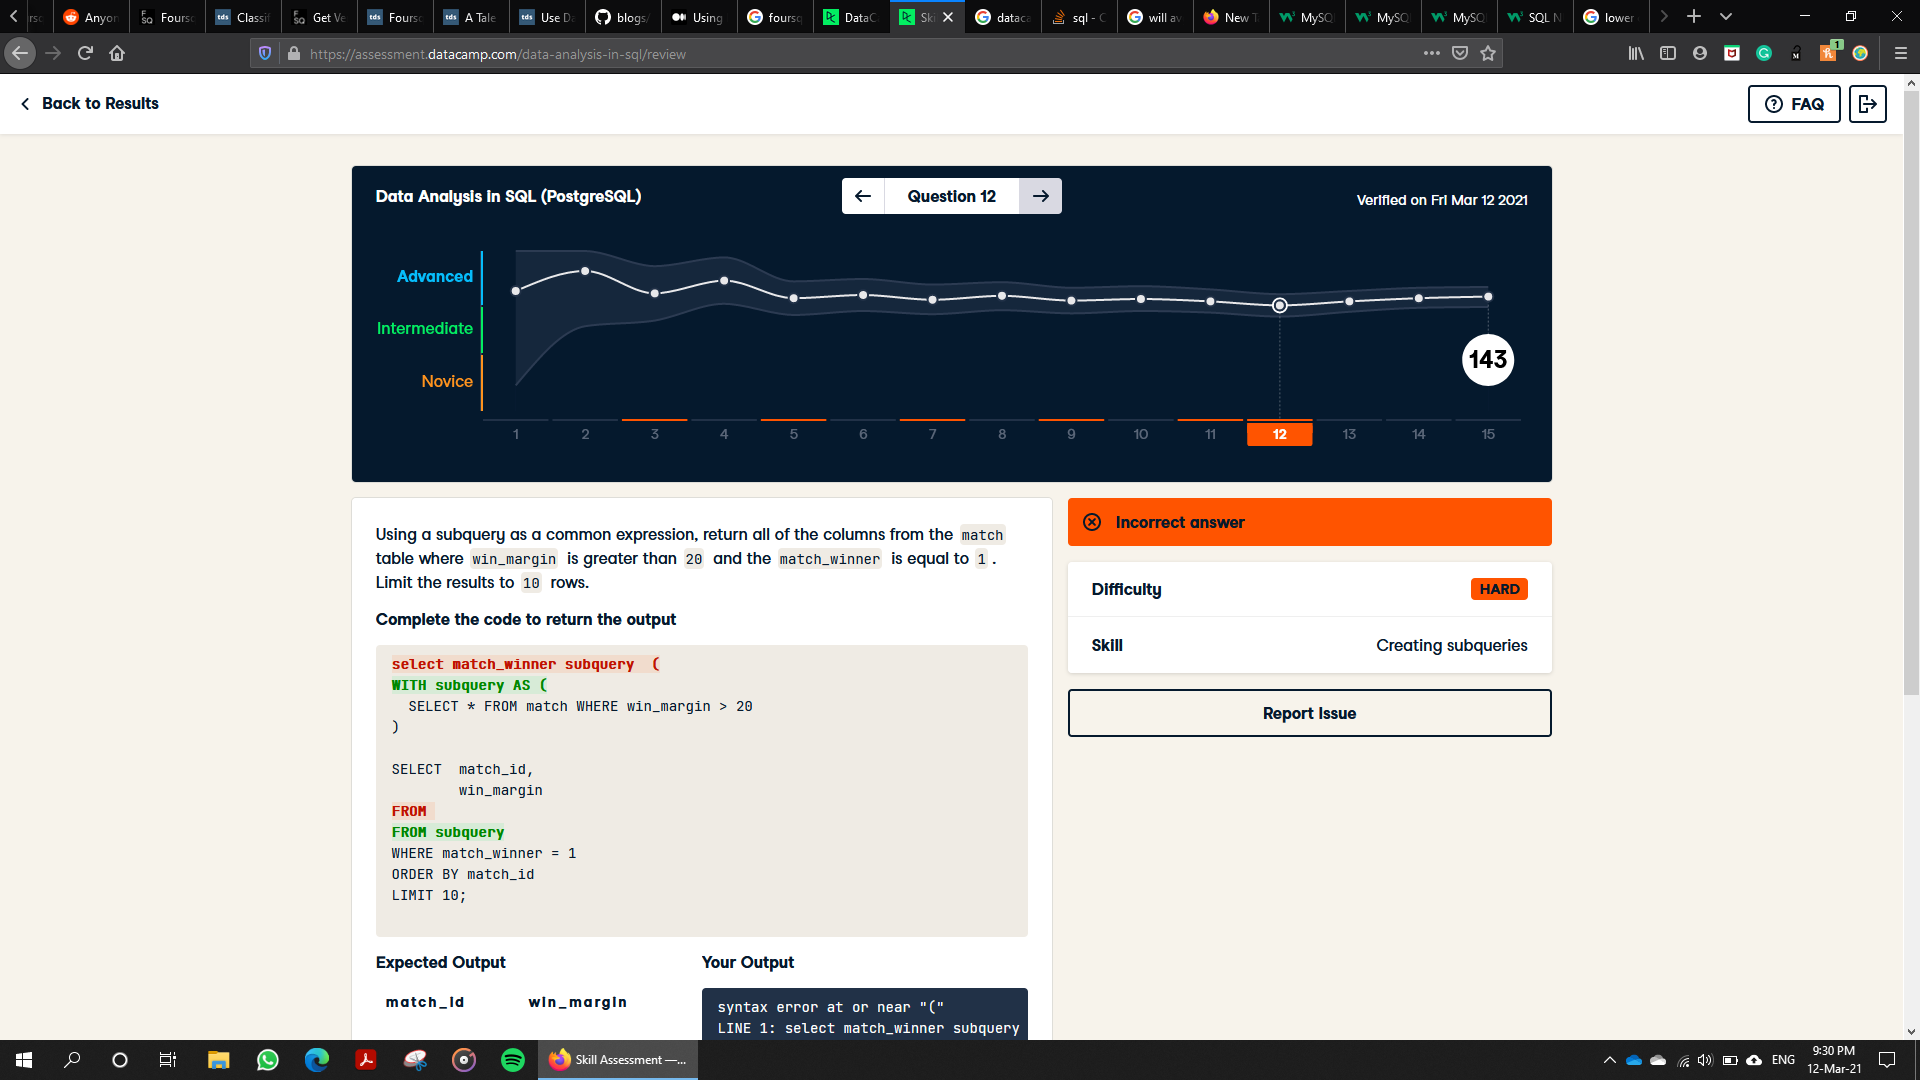 Anyon
Fours
Classif
Get Ve
Fours
A Tale
Use Da
blogs/
Using
foursq
DataC
Ski
dataca
sql - C
will av
New T
MySQ
MySQ
MySQ
SQL N
lower
https://assessment.datacamp.com/data-analysis-in-sql/review
1
Back to Results
FAQ
Data Analysis in SQL (PostgreSQL)
Question 12
Verified on Fri Mar 12 2021
Advanced
Intermediate
Novice
143
1 2 3 4 5 6 7 8 9 10 11 12 13 14 15
Using a subquery as a common expression, return all of the columns from the match
table where win_margin is greater than 20 and the match_winner is equal to 1 .
Limit the results to 10 rows.
Complete the code to return the output
select match_winner subquery (
WITH subquery AS (
SELECT * FROM match WHERE win_margin > 20
)
SELECT match_id,
win_margin
FROM
FROM subquery
WHERE match_winner = 1
ORDER BY match_id
LIMIT 10;
Incorrect answer
Difficulty HARD
Skill Creating subqueries
Report Issue
Expected Output
match_id win_margin
Your Output
syntax error at or near "("
LINE 1: select match_winner subquery
Skill Assessment —...
ENG
9:30 PM
12-Mar-21